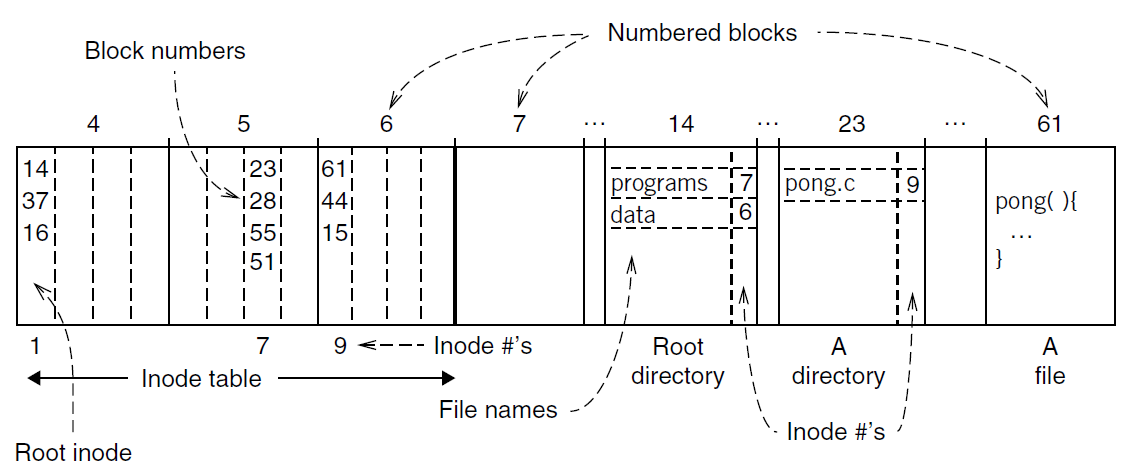 Numbered blocks
Block numbers
4 5 6 7 ... 14 ... 23 ... 61
14 23 61
programs 7 pong.c 9
37 28 44
pong( ){
data 6
16 55 15
...
51
}
1 7 9 Inode #'s
Root directory
A directory
A file
Inode table
File names
Inode #'s
Root inode